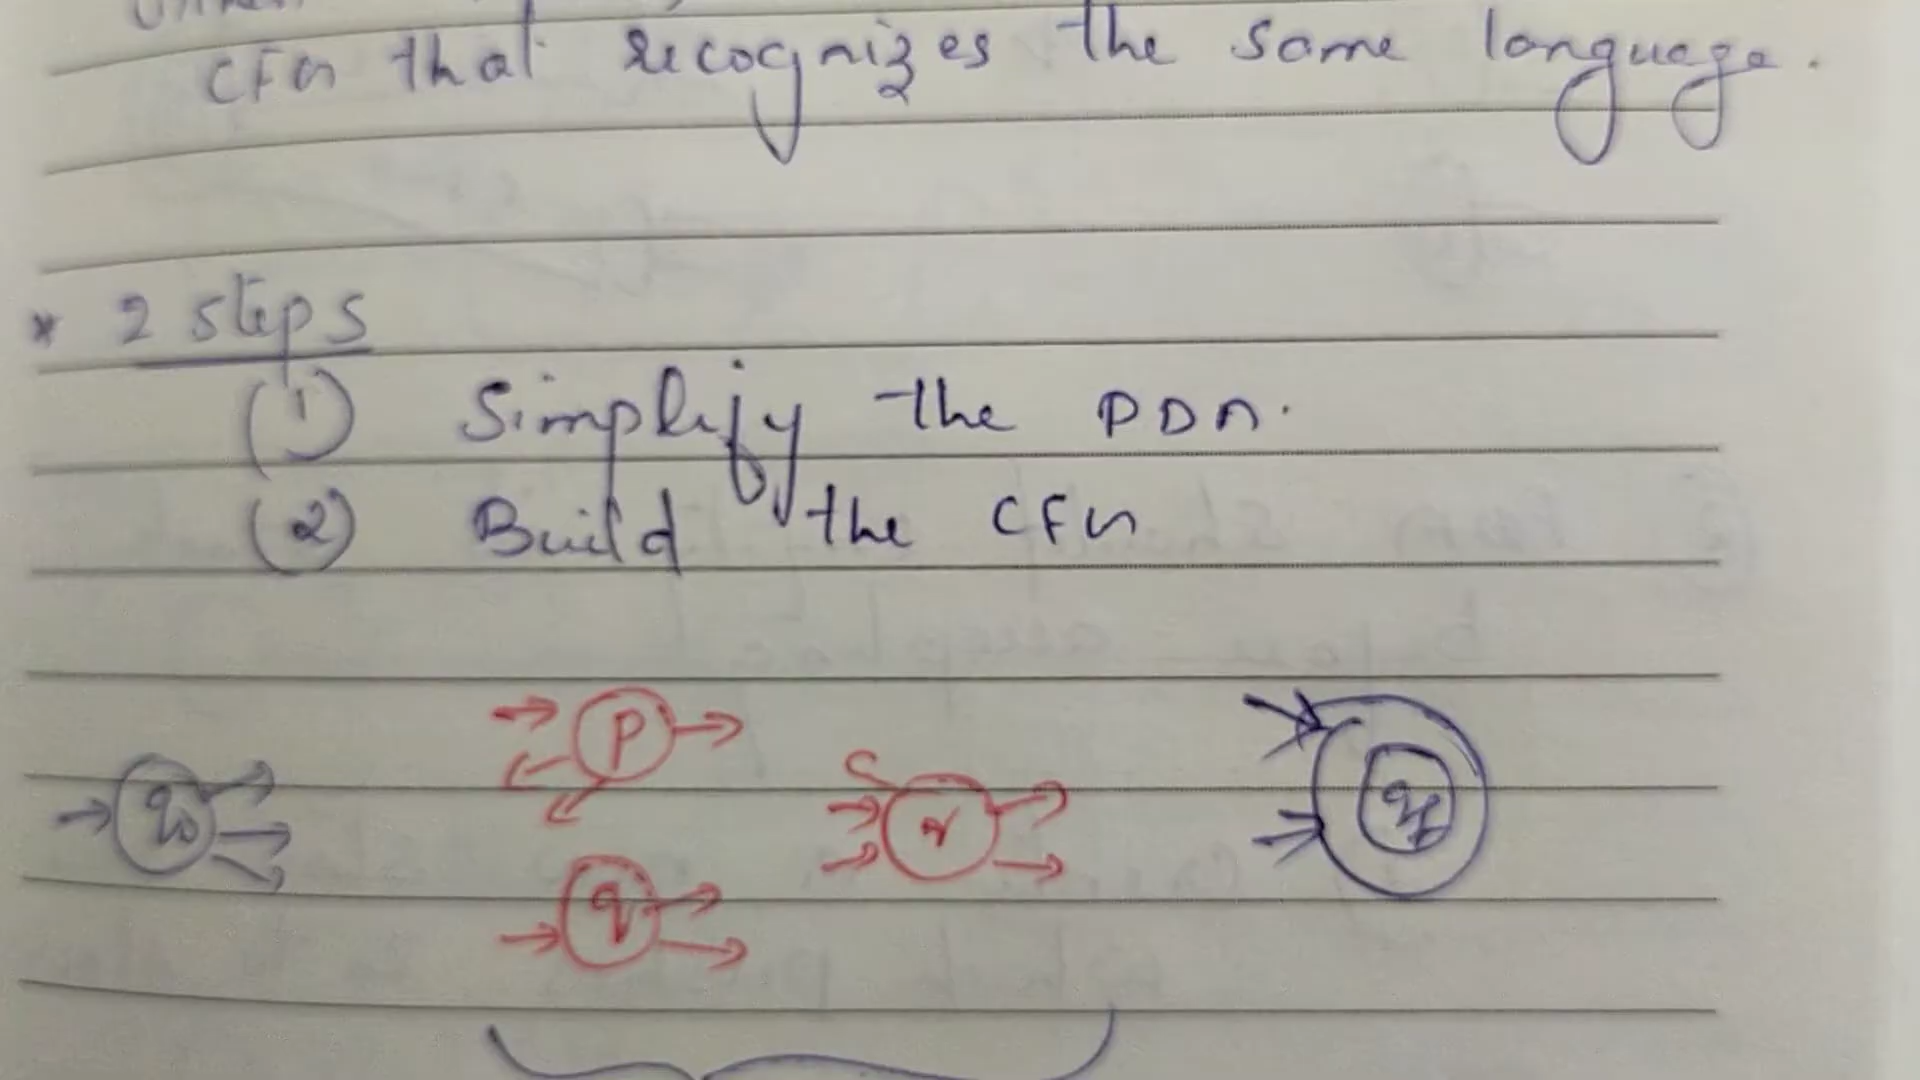 CFG that recognizes the same language.
* 2 steps
(1) Simplify the PDA.
(2) Build the CFG
P
q0 r qf
q